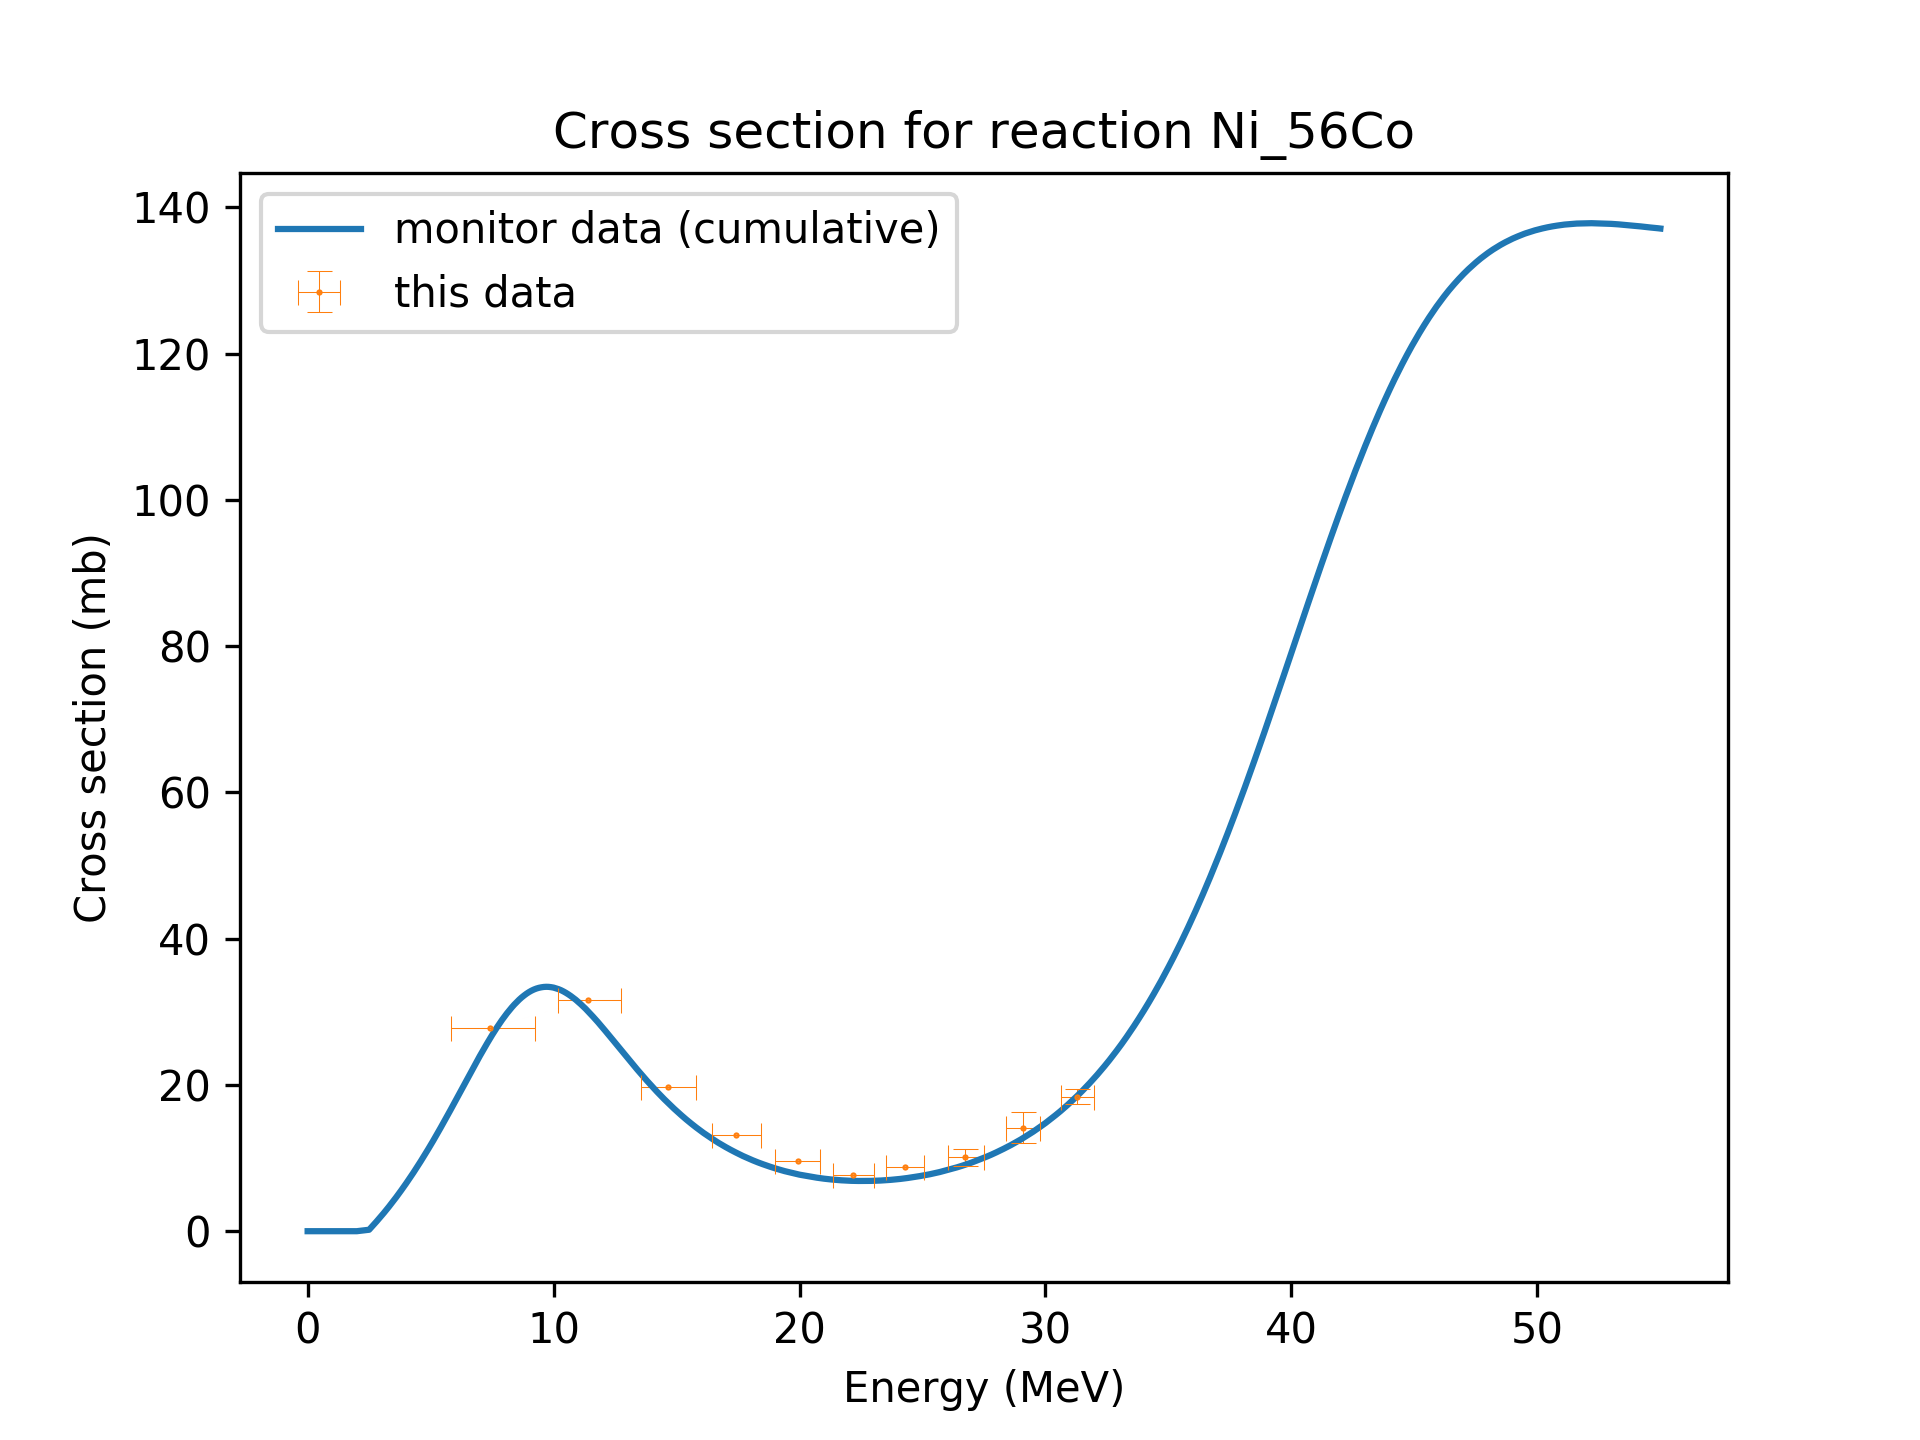 Cross section for reaction Ni_56Co
monitor data (cumulative)
this data
140
120
100
80
60
40
20
0
Cross section (mb)
0 10 20 30 40 50
Energy (MeV)